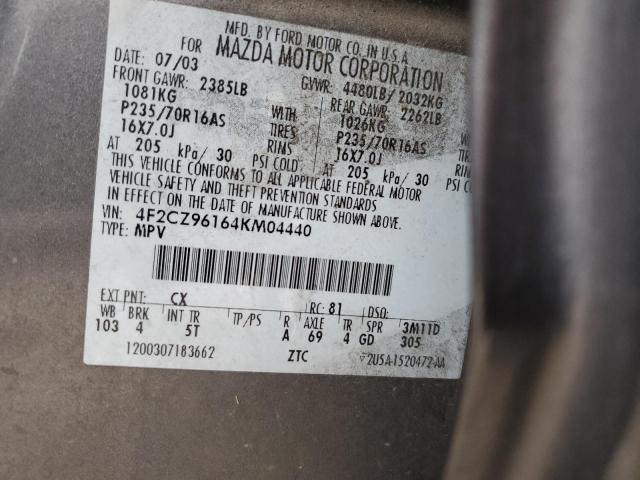 MFD. BY FORD MOTOR CO. IN U.S.A
FOR MAZDA MOTOR CORPORATION
DATE: 07/03 GVWR: 4480LB/ 2032KG
FRONT GAWR: 2385LB REAR GAWR: 2262LB
1081KG WITH 1026KG WITH
P235/70R16AS TIRES P235/70R16AS TIRES
16X7.0J RIMS 16X7.0J RIMS
AT 205 kPa/ 30 PSI COLD AT 205 kPa/ 30 PSI COLD
THIS VEHICLE CONFORMS TO ALL APPLICABLE FEDERAL MOTOR
VEHICLE SAFETY AND THEFT PREVENTION STANDARDS
IN EFFECT ON THE DATE OF MANUFACTURE SHOWN ABOVE.
VIN: 4F2CZ96164KM04440
TYPE: MPV
EXT PNT: CX RC: 81 DSO:
WB BRK INT TR TP/PS R AXLE TR SPR 3M11D
103 4 5T A 69 4 GD 305
1200307183662 ZTC 2U5A-1520472-AA